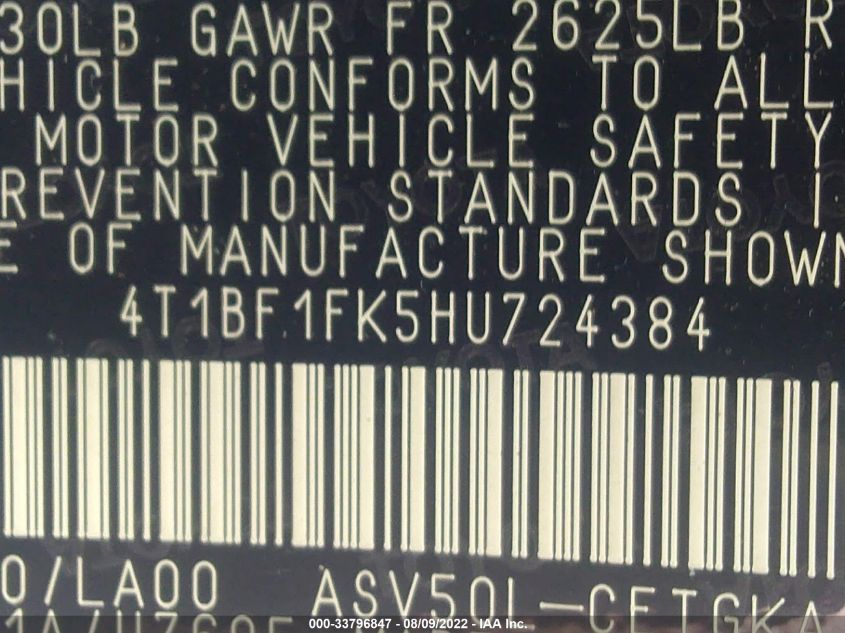 30LB GAWR FR 2625LB R
HICLE CONFORMS TO ALL
MOTOR VEHICLE SAFETY
REVENTION STANDARDS I
E OF MANUFACTURE SHOWN
4T1BF1FK5HU724384
0/LA00 ASV50L-CETGKA
000-33796847 - 08/09/2022 - IAA Inc.